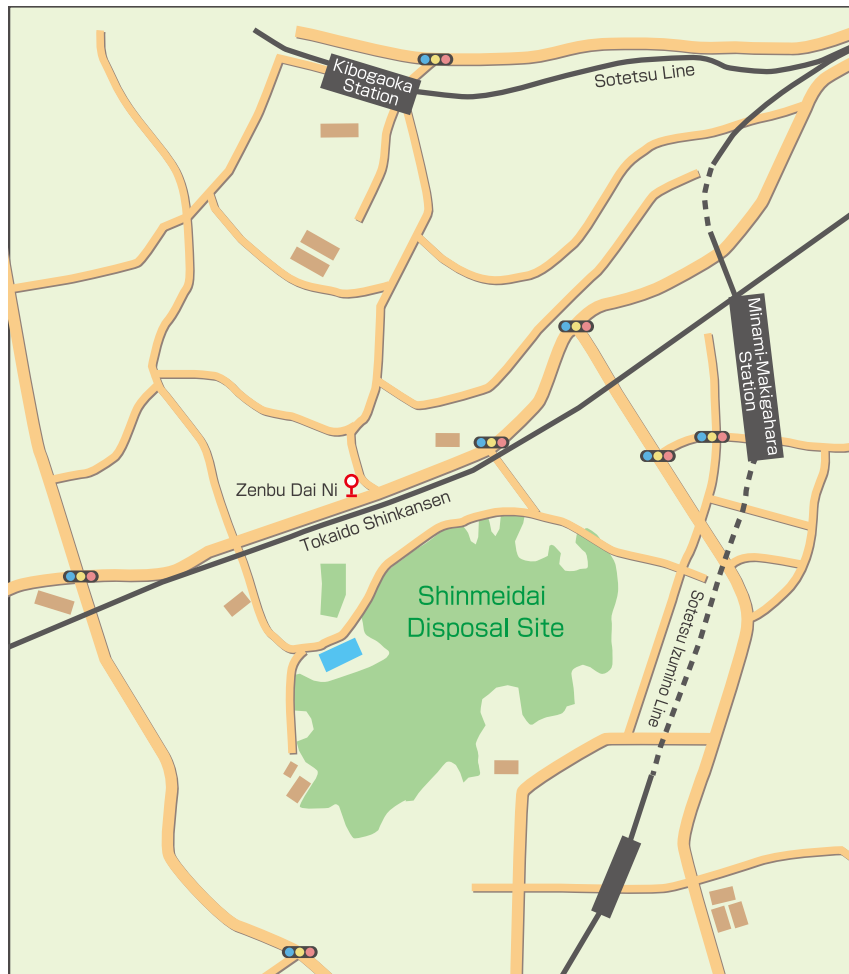 Kibogaoka
Station
Sotetsu Line
Minami-Makigahara
Station
Zenbu Dai Ni
Tokaido Shinkansen
Shinmeidai
Disposal Site
Sotetsu Izumino Line